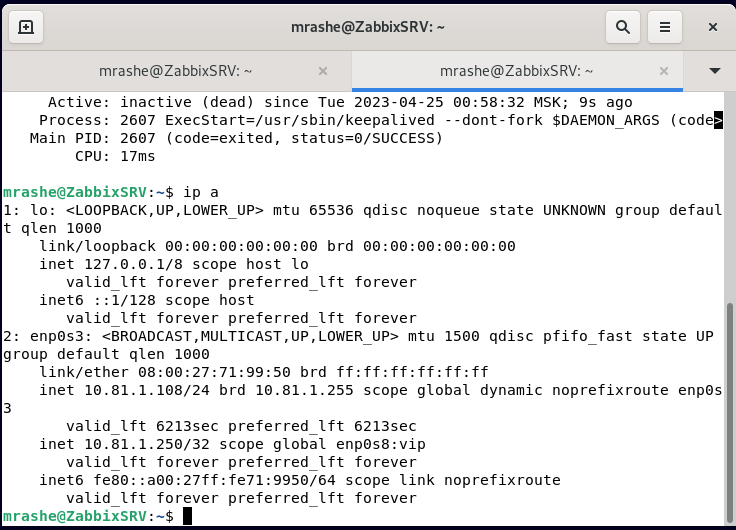 mrashe@ZabbixSRV: ~
mrashe@ZabbixSRV: ~
mrashe@ZabbixSRV: ~
Active: inactive (dead) since Tue 2023-04-25 00:58:32 MSK; 9s ago
Process: 2607 ExecStart=/usr/sbin/keepalived --dont-fork $DAEMON_ARGS (code>
Main PID: 2607 (code=exited, status=0/SUCCESS)
CPU: 17ms
mrashe@ZabbixSRV:~$ ip a
1: lo: <LOOPBACK,UP,LOWER_UP> mtu 65536 qdisc noqueue state UNKNOWN group defaul
t qlen 1000
link/loopback 00:00:00:00:00:00 brd 00:00:00:00:00:00
inet 127.0.0.1/8 scope host lo
valid_lft forever preferred_lft forever
inet6 ::1/128 scope host
valid_lft forever preferred_lft forever
2: enp0s3: <BROADCAST,MULTICAST,UP,LOWER_UP> mtu 1500 qdisc pfifo_fast state UP
group default qlen 1000
link/ether 08:00:27:71:99:50 brd ff:ff:ff:ff:ff:ff
inet 10.81.1.108/24 brd 10.81.1.255 scope global dynamic noprefixroute enp0s
3
valid_lft 6213sec preferred_lft 6213sec
inet 10.81.1.250/32 scope global enp0s8:vip
valid_lft forever preferred_lft forever
inet6 fe80::a00:27ff:fe71:9950/64 scope link noprefixroute
valid_lft forever preferred_lft forever
mrashe@ZabbixSRV:~$